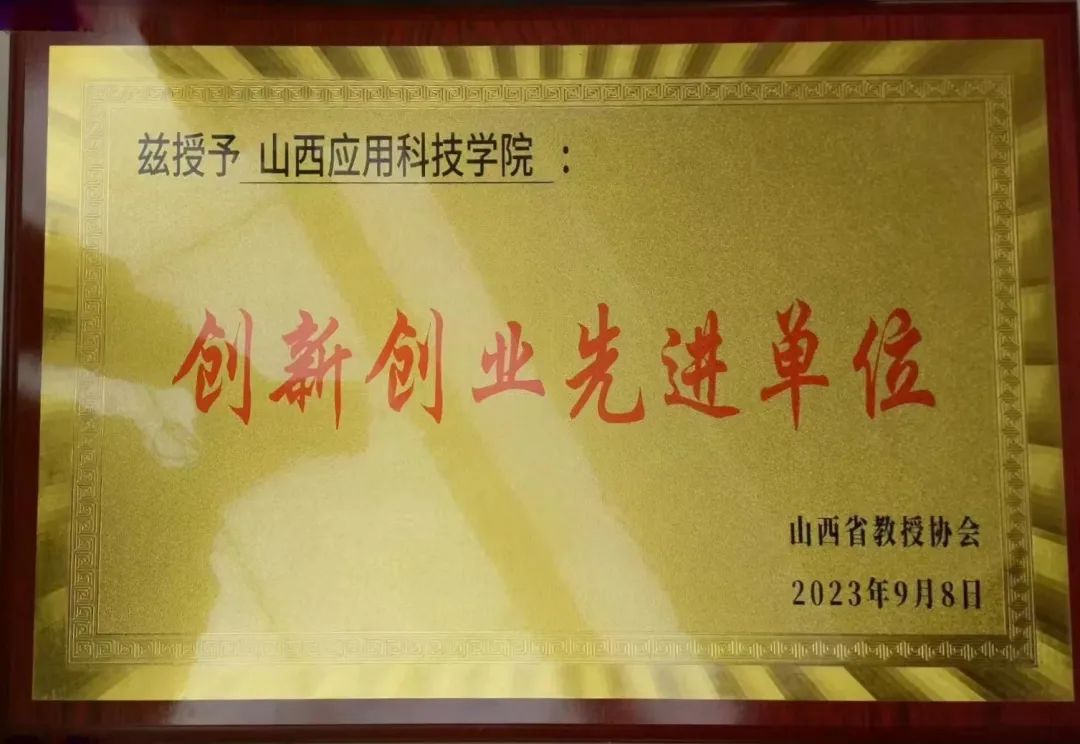 兹授予 山西应用科技学院 :
创新创业先进单位
山西省教授协会
2023年9月8日